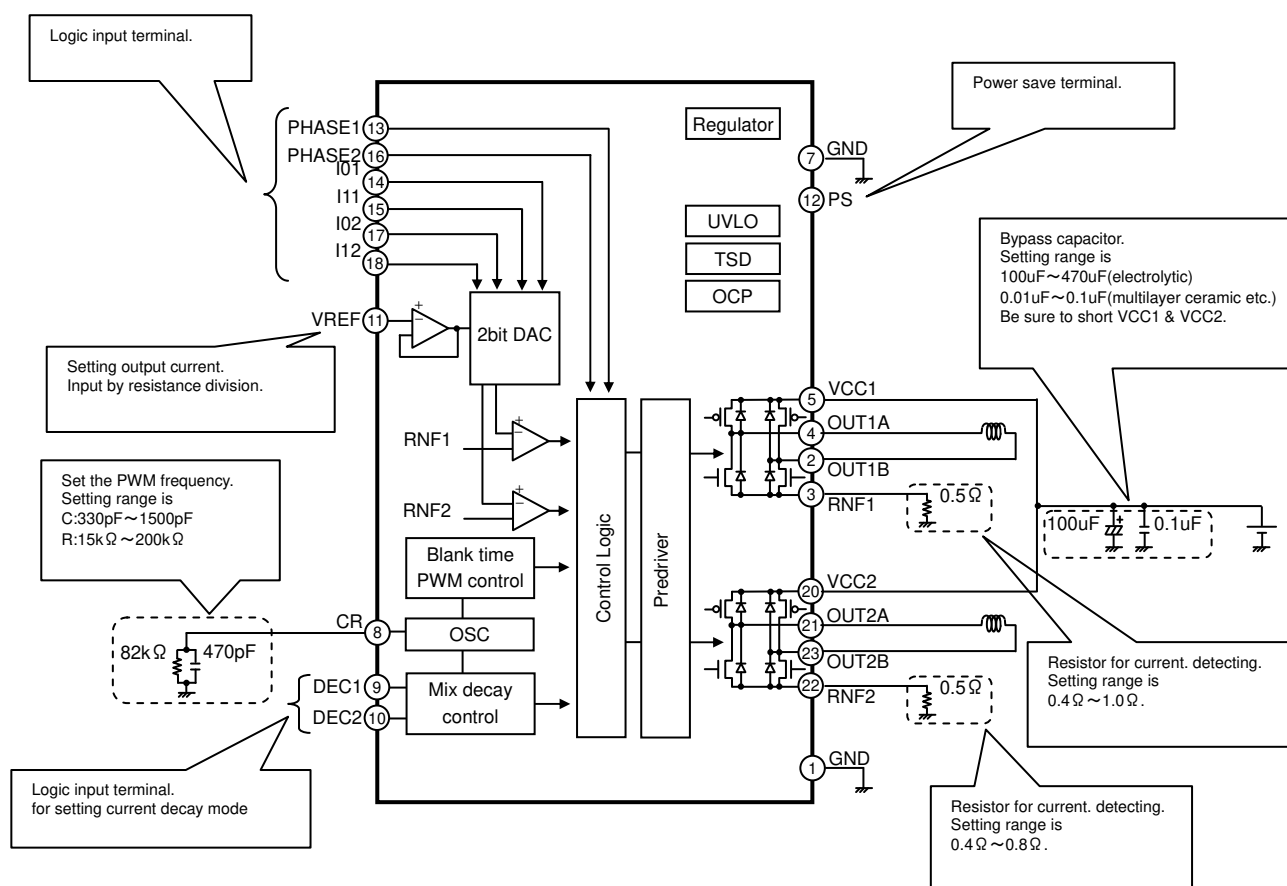 Logic input terminal.
Power save terminal.
PHASE1
13
PHASE2
16
I01
14
I11
15
I02
17
I12
18
Regulator
7
GND
12
PS
UVLO
TSD
OCP
Bypass capacitor.
Setting range is
100uF～470uF(electrolytic)
0.01uF～0.1uF(multilayer ceramic etc.)
Be sure to short VCC1 & VCC2.
VREF
11
+
−
2bit DAC
Setting output current.
Input by resistance division.
5
VCC1
4
OUT1A
2
OUT1B
3
RNF1
0.5Ω
RNF1
+
−
RNF2
+
−
Set the PWM frequency.
Setting range is
C:330pF～1500pF
R:15kΩ～200kΩ
100uF
+
0.1uF
Blank time
PWM control
Control Logic
Predriver
CR
8
OSC
82kΩ
470pF
20
VCC2
21
OUT2A
23
OUT2B
22
RNF2
0.5Ω
DEC1
9
DEC2
10
Mix decay
control
Resistor for current. detecting.
Setting range is
0.4Ω～1.0Ω.
1
GND
Logic input terminal.
for setting current decay mode
Resistor for current. detecting.
Setting range is
0.4Ω～0.8Ω.